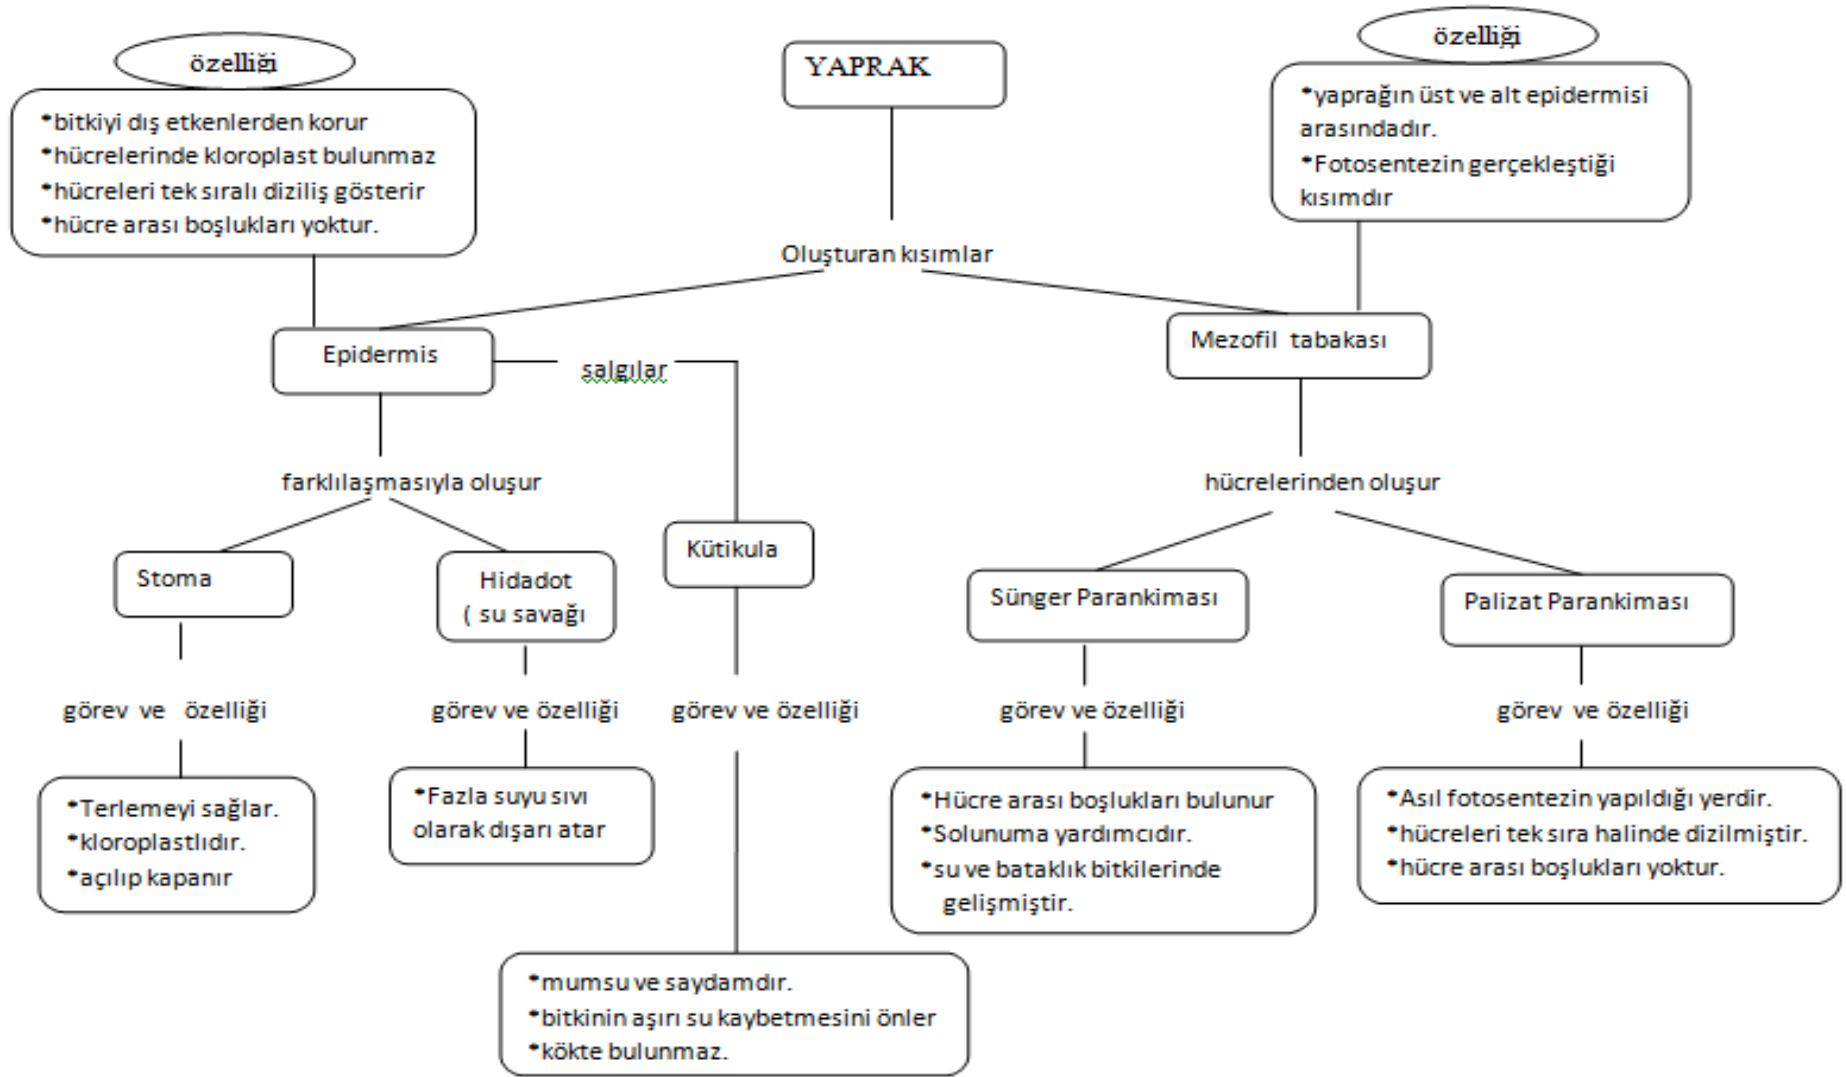 özelliği
*bitkiyi dış etkenlerden korur
*hücrelerinde kloroplast bulunmaz
*hücreleri tek sıralı diziliş gösterir
*hücre arası boşlukları yoktur.
YAPRAK
özelliği
*yaprağın üst ve alt epidermisi
arasındadır.
*Fotosentezin gerçekleştiği
kısımdır
Oluşturan kısımlar
Epidermis
salgılar
Mezofil tabakası
farklılaşmasıyla oluşur
hücrelerinden oluşur
Stoma
Hidadot
( su savağı
Kütikula
Sünger Parankiması
Palizat Parankiması
görev ve özelliği
görev ve özelliği
görev ve özelliği
görev ve özelliği
görev ve özelliği
*Terlemeyi sağlar.
*kloroplastlıdır.
*açılıp kapanır
*Fazla suyu sıvı
olarak dışarı atar
*Hücre arası boşlukları bulunur
*Solunuma yardımcıdır.
*su ve bataklık bitkilerinde
gelişmiştir.
*Asıl fotosentezin yapıldığı yerdir.
*hücreleri tek sıra halinde dizilmiştir.
*hücre arası boşlukları yoktur.
*mumsu ve saydamdır.
*bitkinin aşırı su kaybetmesini önler
*kökte bulunmaz.